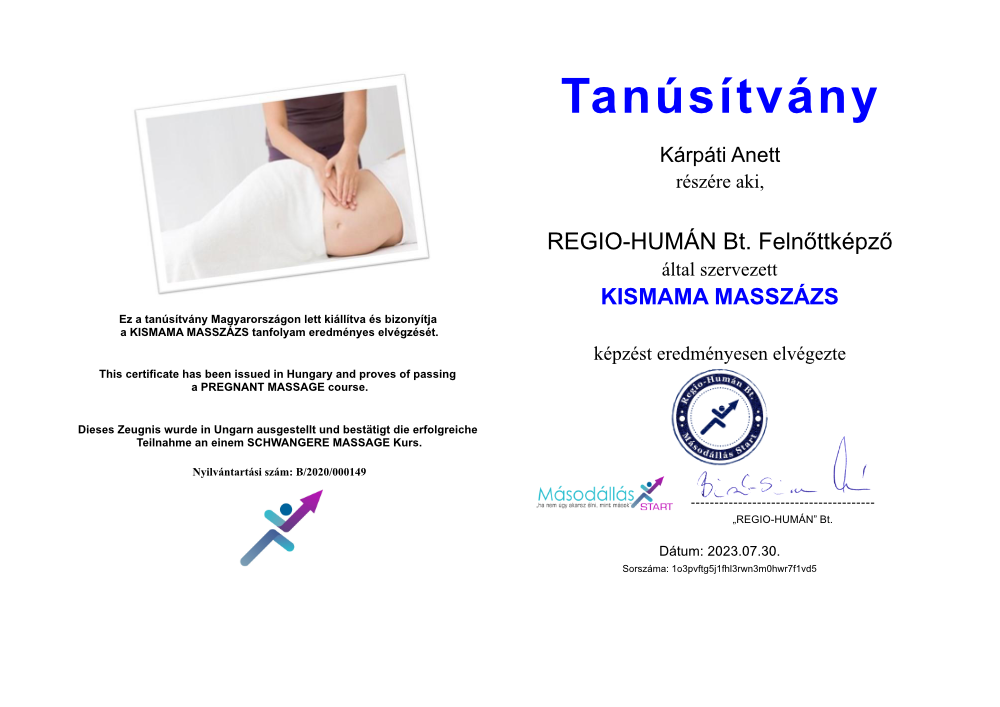 Ez a tanúsítvány Magyarországon lett kiállítva és bizonyítja
a KISMAMA MASSZÁZS tanfolyam eredményes elvégzését.
This certificate has been issued in Hungary and proves of passing
a PREGNANT MASSAGE course.
Dieses Zeugnis wurde in Ungarn ausgestellt und bestätigt die erfolgreiche
Teilnahme an einem SCHWANGERE MASSAGE Kurs.
Nyilvántartási szám: B/2020/000149
Tanúsítvány
Kárpáti Anett
részére aki,
REGIO-HUMÁN Bt. Felnőttképző
által szervezett
KISMAMA MASSZÁZS
képzést eredményesen elvégezte
Regio-Humán Bt.
Másodállás Start
Másodállás
...ha nem úgy akarsz élni, mint mások
START
„REGIO-HUMÁN” Bt.
Dátum: 2023.07.30.
Sorszáma: 1o3pvftg5j1fhl3rwn3m0hwr7f1vd5